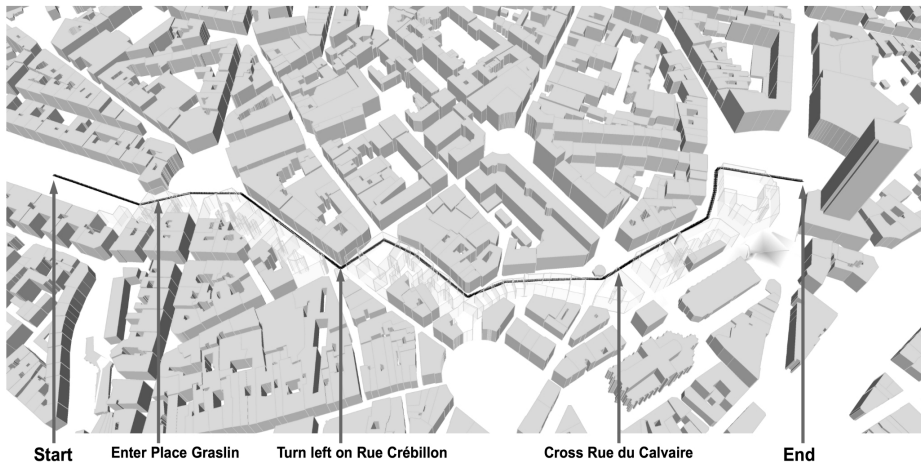 Start
Enter Place Graslin
Turn left on Rue Crébillon
Cross Rue du Calvaire
End